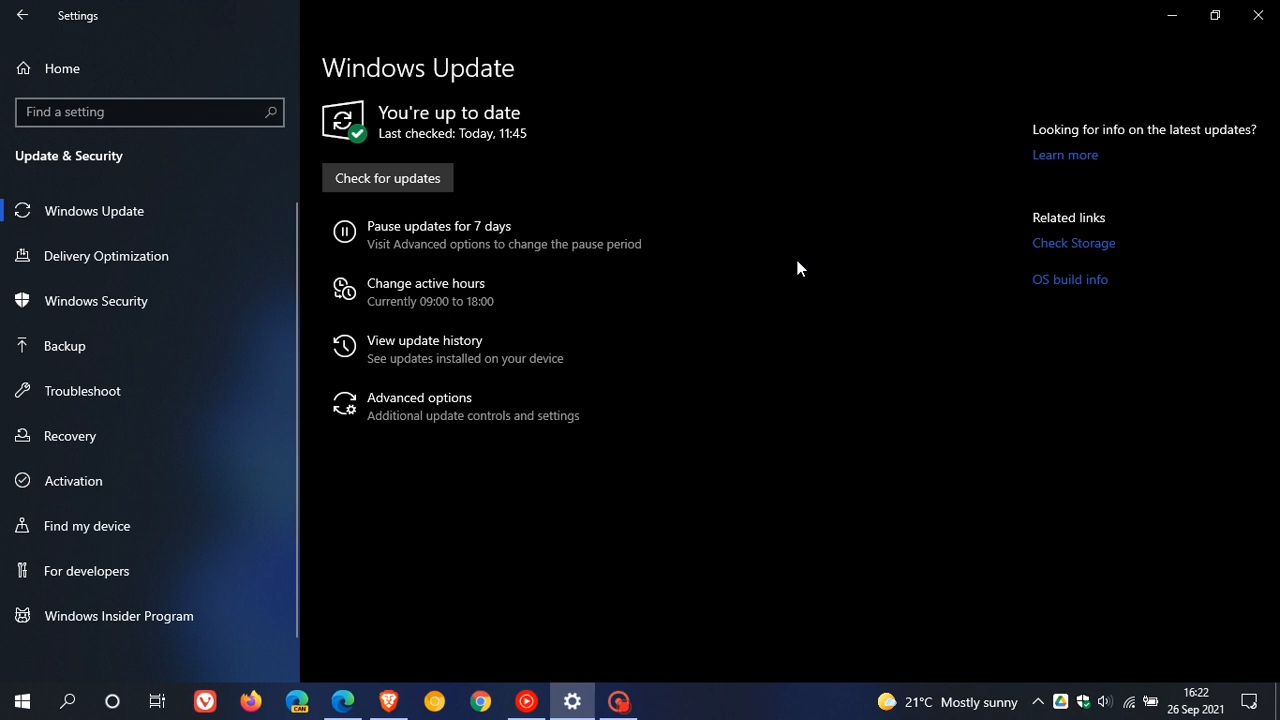 Settings
Home
Find a setting
Update & Security
Windows Update
Delivery Optimization
Windows Security
Backup
Troubleshoot
Recovery
Activation
Find my device
For developers
Windows Insider Program
Windows Update
You're up to date
Last checked: Today, 11:45
Check for updates
Pause updates for 7 days
Visit Advanced options to change the pause period
Change active hours
Currently 09:00 to 18:00
View update history
See updates installed on your device
Advanced options
Additional update controls and settings
Looking for info on the latest updates?
Learn more
Related links
Check Storage
OS build info
CAN
21°C Mostly sunny
16:22
26 Sep 2021